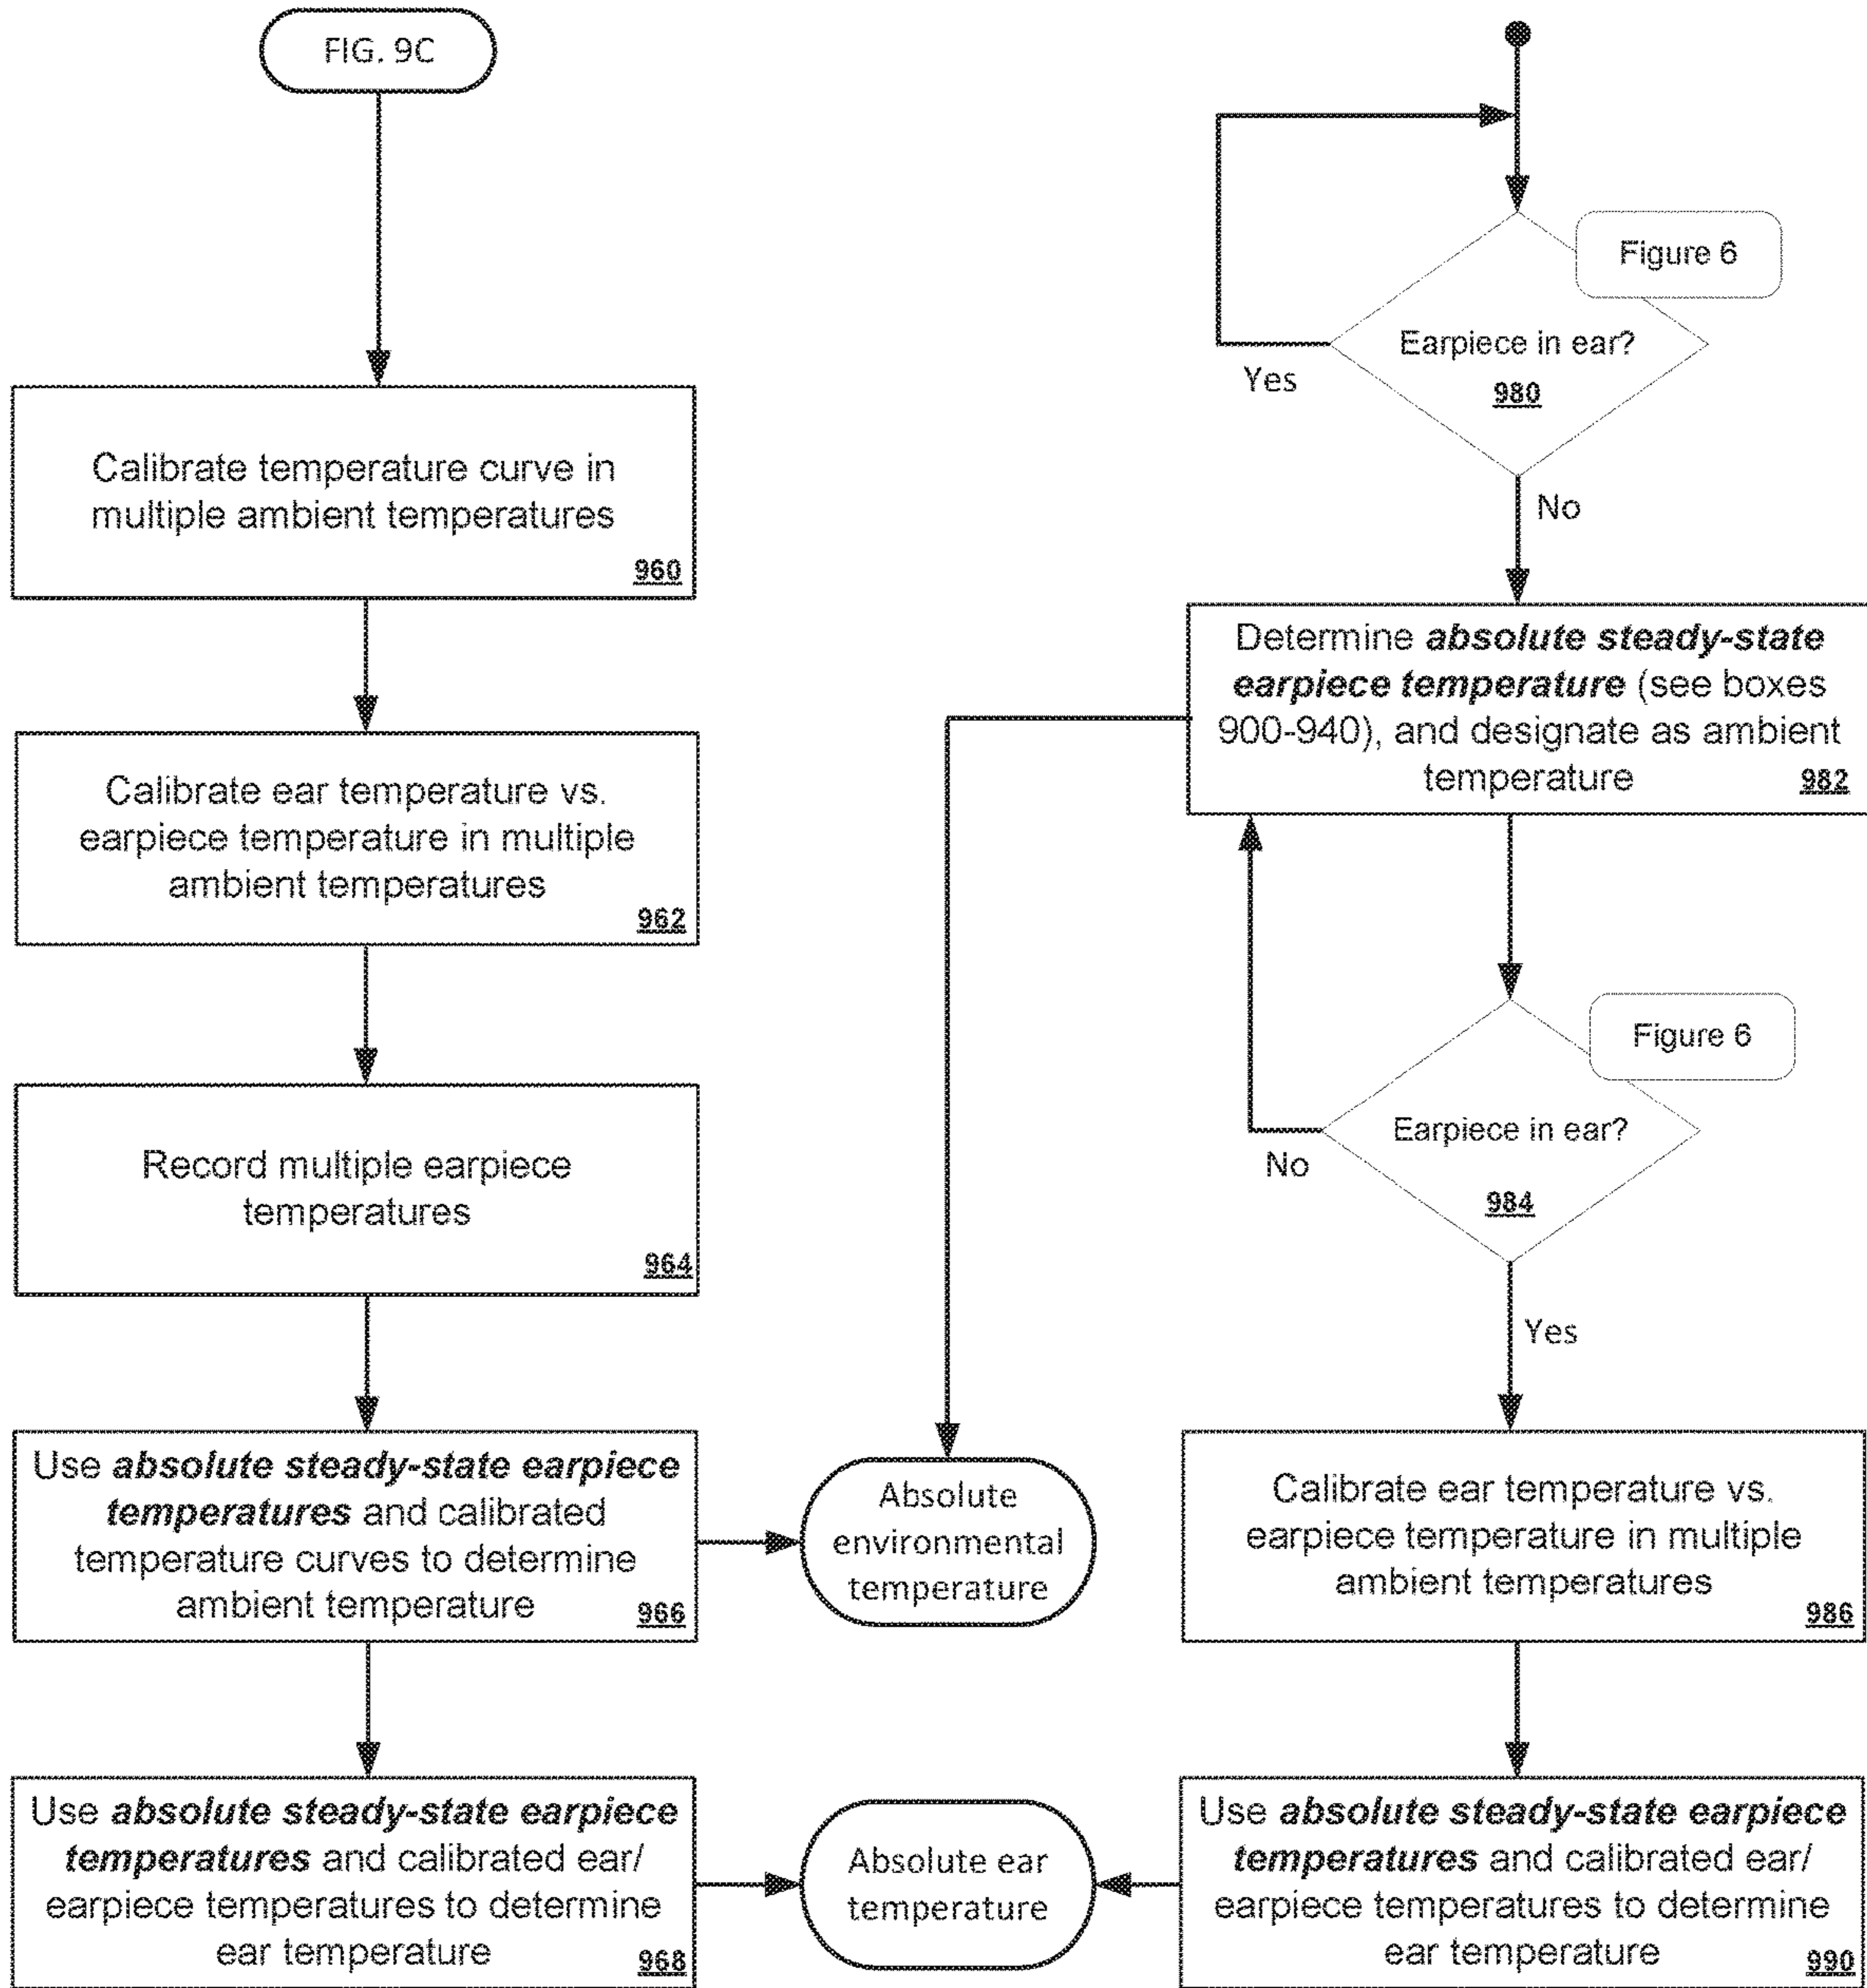 FIG. 9C
Calibrate temperature curve in
multiple ambient temperatures
960
Calibrate ear temperature vs.
earpiece temperature in multiple
ambient temperatures
962
Record multiple earpiece
temperatures
964
Use absolute steady-state earpiece
temperatures and calibrated
temperature curves to determine
ambient temperature
966
Use absolute steady-state earpiece
temperatures and calibrated ear/
earpiece temperatures to determine
ear temperature
968
Absolute
environmental
temperature
Absolute ear
temperature
Figure 6
Earpiece in ear?
Yes
980
No
Determine absolute steady-state
earpiece temperature (see boxes
900-940), and designate as ambient
temperature
982
Figure 6
Earpiece in ear?
No
984
Yes
Calibrate ear temperature vs.
earpiece temperature in multiple
ambient temperatures
986
Use absolute steady-state earpiece
temperatures and calibrated ear/
earpiece temperatures to determine
ear temperature
990